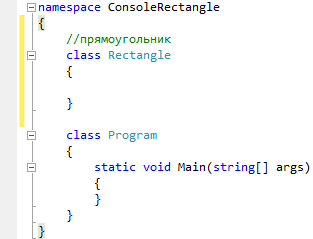 namespace ConsoleRectangle
{
//прямоугольник
class Rectangle
{
}
class Program
{
static void Main(string[] args)
{
}
}
}